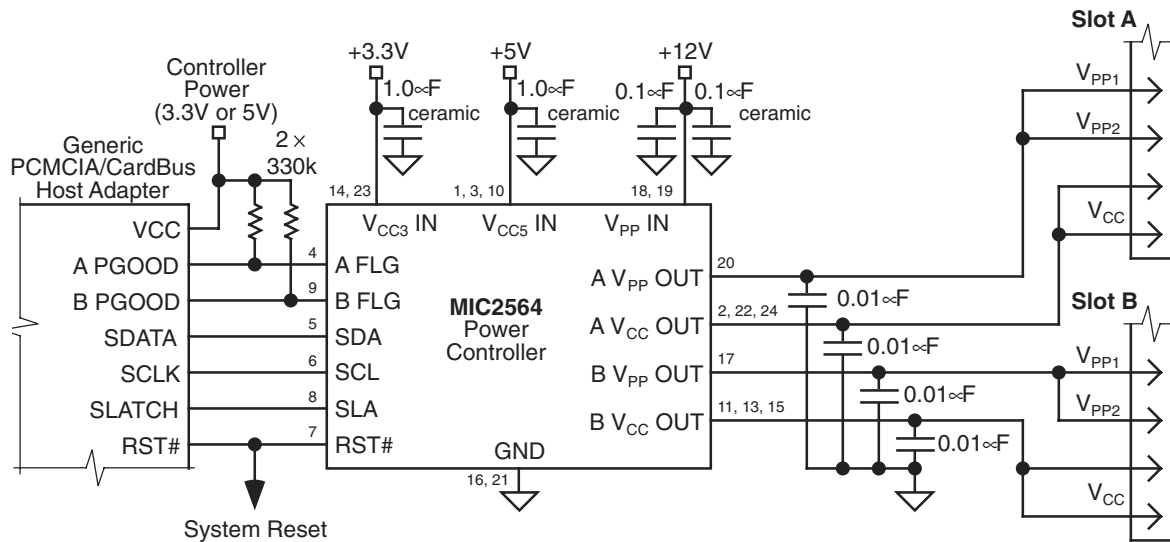 Slot A
+3.3V
+5V
+12V
Controller
Power
(3.3V or 5V)
1.0∝F
ceramic
1.0∝F
ceramic
0.1∝F
0.1∝F
ceramic
V_PP1
V_PP2
V_CC
Generic
PCMCIA/CardBus
Host Adapter
2 ×
330k
14, 23
1, 3, 10
18, 19
V_CC3 IN
V_CC5 IN
V_PP IN
VCC
A PGOOD
B PGOOD
SDATA
SCLK
SLATCH
RST#
4
9
5
6
8
7
A FLG
B FLG
SDA
SCL
SLA
RST#
MIC2564
Power
Controller
GND
16, 21
A V_PP OUT
A V_CC OUT
B V_PP OUT
B V_CC OUT
20
2, 22, 24
17
11, 13, 15
0.01∝F
0.01∝F
0.01∝F
0.01∝F
Slot B
V_PP1
V_PP2
V_CC
System Reset